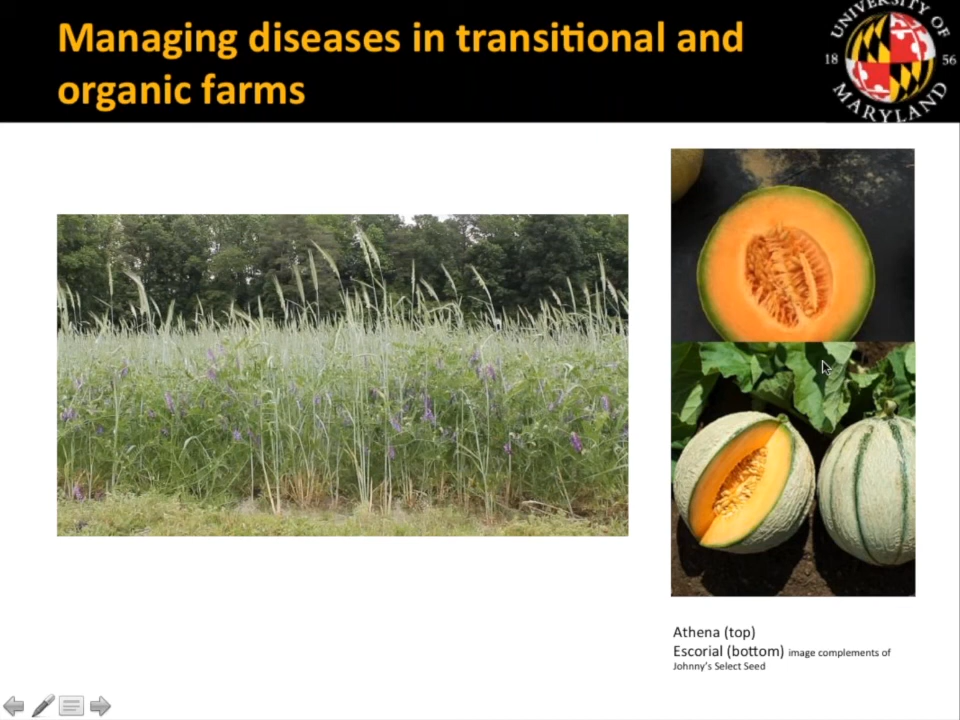 Managing diseases in transitional and
organic farms
UNIVERSITY OF
18 56
MARYLAND
Athena (top)
Escorial (bottom) image complements of
Johnny's Select Seed